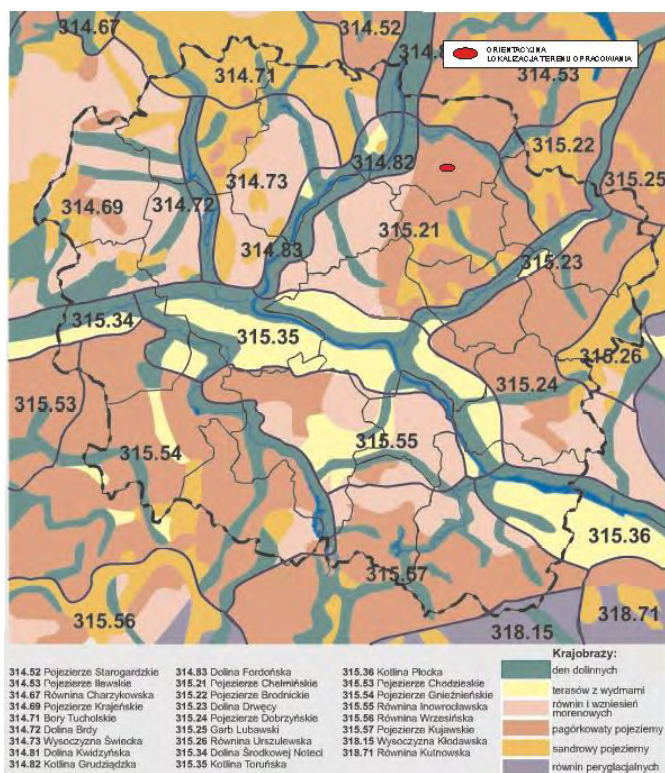 314.67
314.52
314.8
ORIENTACYJNA
LOKALIZACJA TERENU OPRACOWANIA
314.71
314.53
315.22
314.82
315.25
314.73
314.69
314.72
315.21
314.83
315.23
315.34
315.35
315.26
315.24
315.53
315.54
315.55
315.36
315.57
315.56
318.15
318.71
314.52 Pojezierze Starogardzkie
314.53 Pojezierze Iławskie
314.67 Równina Charzykowska
314.69 Pojezierze Krajeńskie
314.71 Bory Tucholskie
314.72 Dolina Brdy
314.73 Wysoczyzna Świecka
314.81 Dolina Kwidzyńska
314.82 Kotlina Grudziądzka
314.83 Dolina Fordońska
315.21 Pojezierze Chełmińskie
315.22 Pojezierze Brodnickie
315.23 Dolina Drwęcy
315.24 Pojezierze Dobrzyńskie
315.25 Garb Lubawski
315.26 Równina Urszulewska
315.34 Dolina Środkowej Noteci
315.35 Kotlina Toruńska
315.36 Kotlina Płocka
315.53 Pojezierze Chodzieskie
315.54 Pojezierze Gnieźnieńskie
315.55 Równina Inowrocławska
315.56 Równina Wrzesińska
315.57 Pojezierze Kujawskie
318.15 Wysoczyzna Kłodawska
318.71 Równina Kutnowska
Krajobrazy:
den dolinnych
terasów z wydmami
równin i wzniesień
morenowych
pagórkowaty pojezierny
sandrowy pojezierny
równin peryglacjalnych